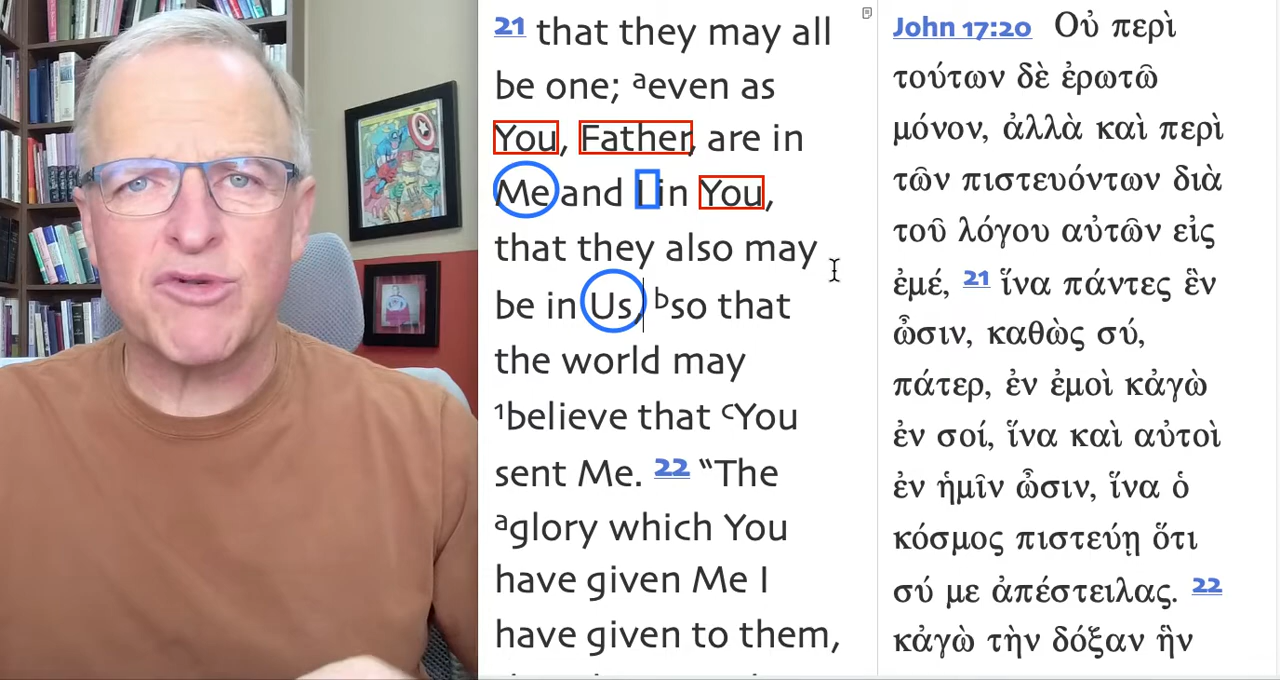 21 that they may all
be one; ᵃeven as
You, Father, are in
Me and I in You,
that they also may
be in Us, ᵇso that
the world may
¹believe that ᶜYou
sent Me. 22 “The
ᵃglory which You
have given Me I
have given to them,
John 17:20 Οὐ περὶ
τούτων δὲ ἐρωτῶ
μόνον, ἀλλὰ καὶ περὶ
τῶν πιστευόντων διὰ
τοῦ λόγου αὐτῶν εἰς
ἐμέ, 21 ἵνα πάντες ἓν
ὦσιν, καθὼς σύ,
πάτερ, ἐν ἐμοὶ κἀγὼ
ἐν σοί, ἵνα καὶ αὐτοὶ
ἐν ἡμῖν ὦσιν, ἵνα ὁ
κόσμος πιστεύῃ ὅτι
σύ με ἀπέστειλας. 22
κἀγὼ τὴν δόξαν ἣν